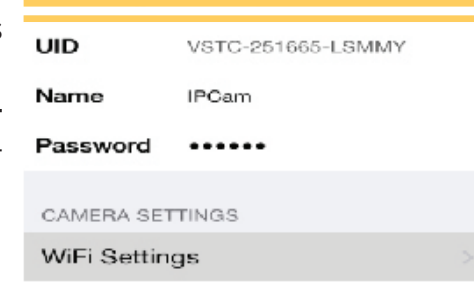 UID VSTC-251665-LSMMY
Name IPCam
Password ••••••
CAMERA SETTINGS
WiFi Settings